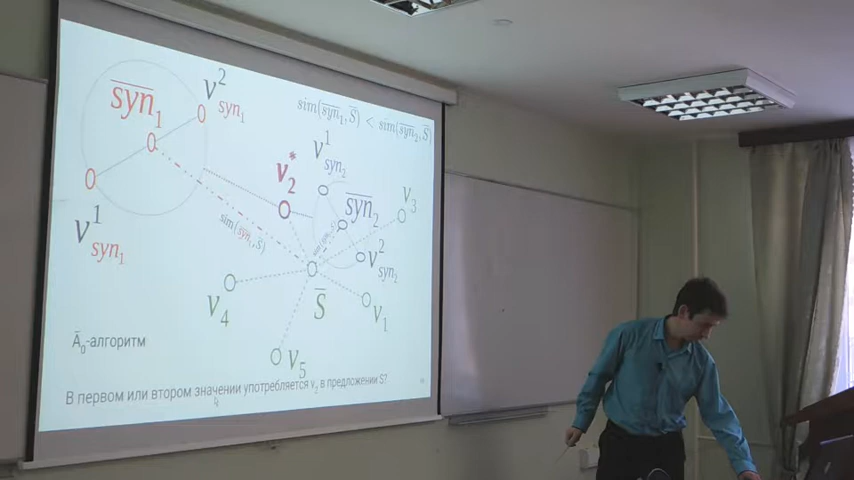 sim(syn₁, S̄) < sim(syn₂, S̄)
v²syn₁
syn₁
v¹syn₂
v₂*
v₃
syn₂
v¹syn₁
sim(syn₁, S̄)
v²syn₂
v₄
S̄
v₁
Ā₀-алгоритм
v₅
В первом или втором значении употребляется v₂ в предложении S?